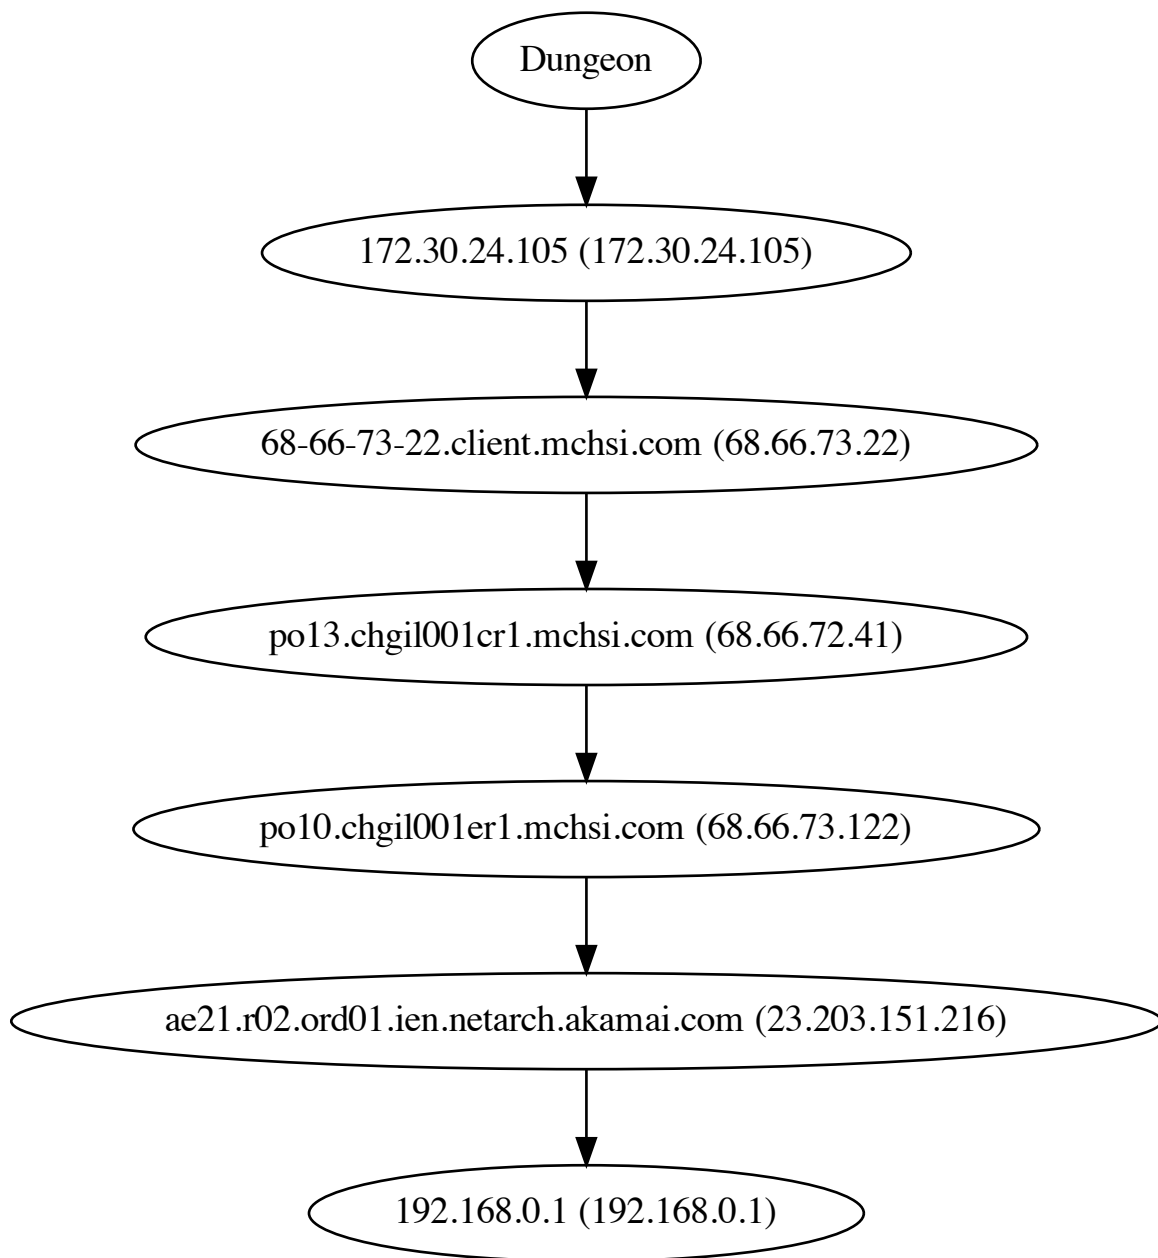 Dungeon
172.30.24.105 (172.30.24.105)
68-66-73-22.client.mchsi.com (68.66.73.22)
po13.chgil001cr1.mchsi.com (68.66.72.41)
po10.chgil001er1.mchsi.com (68.66.73.122)
ae21.r02.ord01.ien.netarch.akamai.com (23.203.151.216)
192.168.0.1 (192.168.0.1)